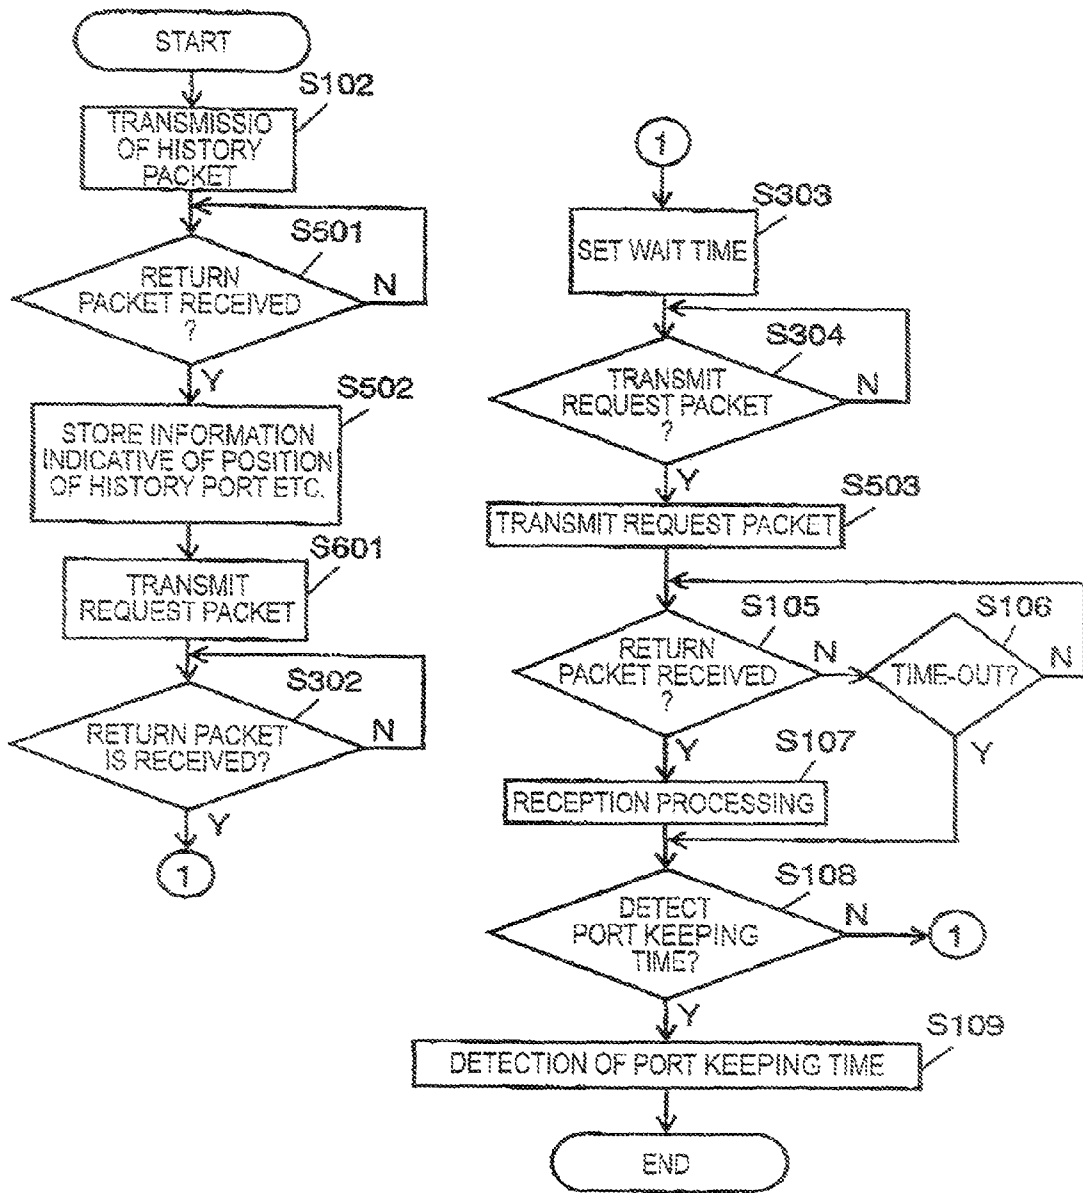 START
S102
TRANSMISSIO
OF HISTORY
PACKET
S501
RETURN
PACKET RECEIVED
?
N
Y
S502
STORE INFORMATION
INDICATIVE OF POSITION
OF HISTORY PORT ETC.
S601
TRANSMIT
REQUEST PACKET
S302
RETURN PACKET
IS RECEIVED?
N
Y
1
1
S303
SET WAIT TIME
S304
TRANSMIT
REQUEST PACKET
?
N
Y
S503
TRANSMIT REQUEST PACKET
S105
RETURN
PACKET RECEIVED
?
N
Y
S106
TIME-OUT?
N
Y
S107
RECEPTION PROCESSING
S108
DETECT
PORT KEEPING
TIME?
N
1
Y
S109
DETECTION OF PORT KEEPING TIME
END